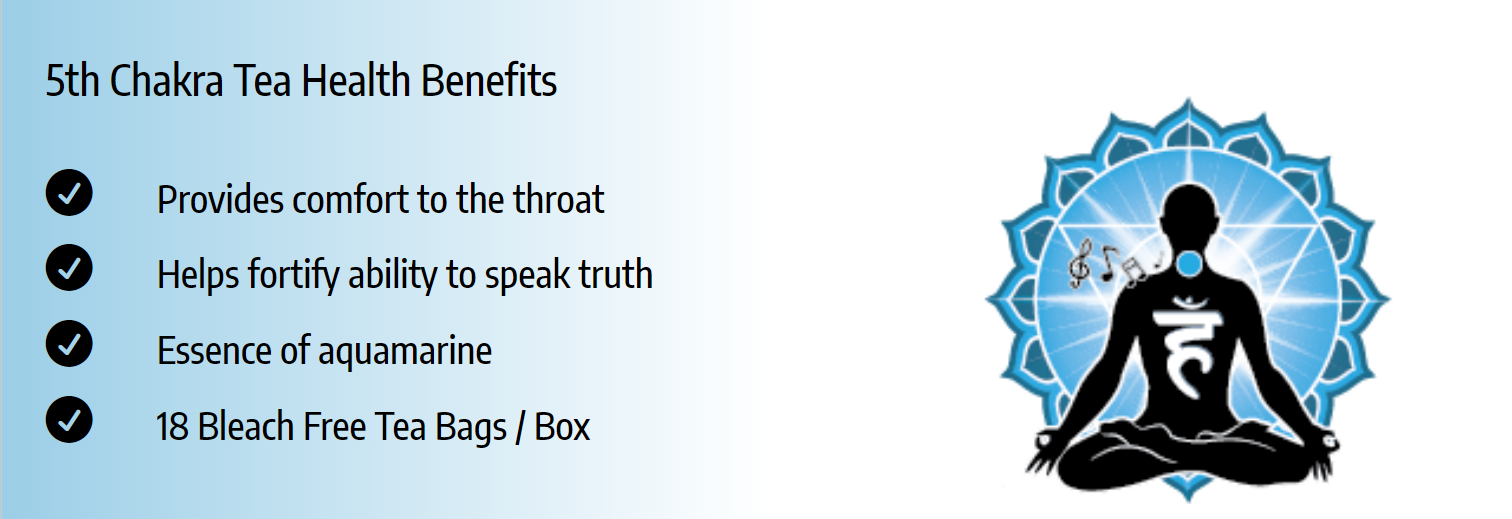 5th Chakra Tea Health Benefits
Provides comfort to the throat
Helps fortify ability to speak truth
Essence of aquamarine
18 Bleach Free Tea Bags / Box
हँ